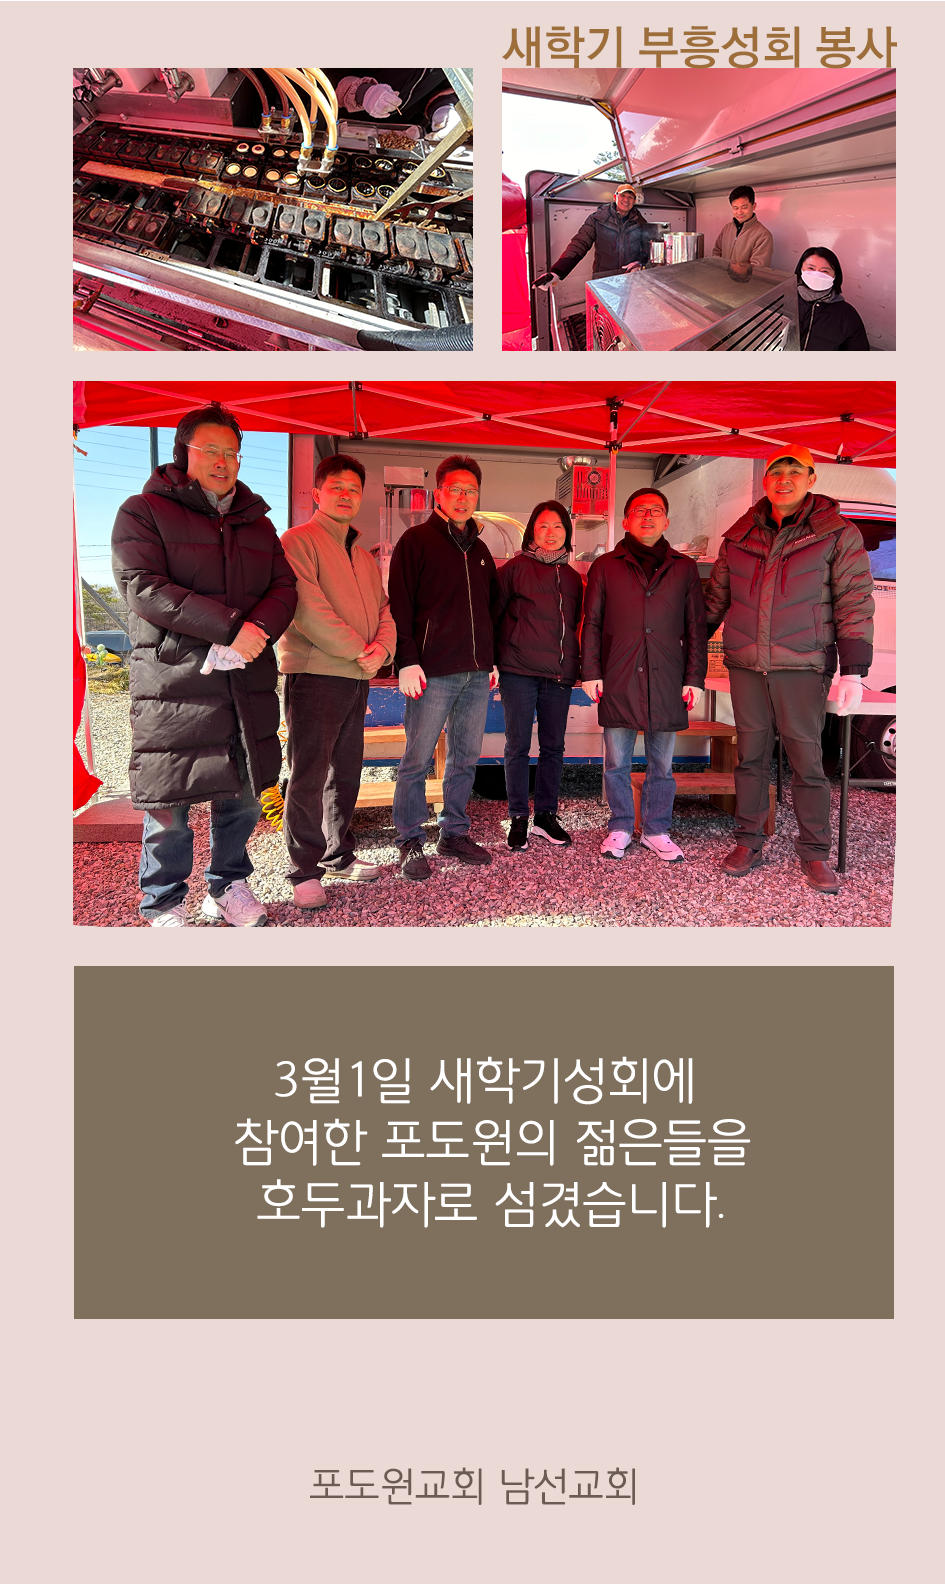 새학기 부흥성회 봉사
3월1일 새학기성회에
참여한 포도원의 젊은들을
호두과자로 섬겼습니다.
포도원교회 남선교회